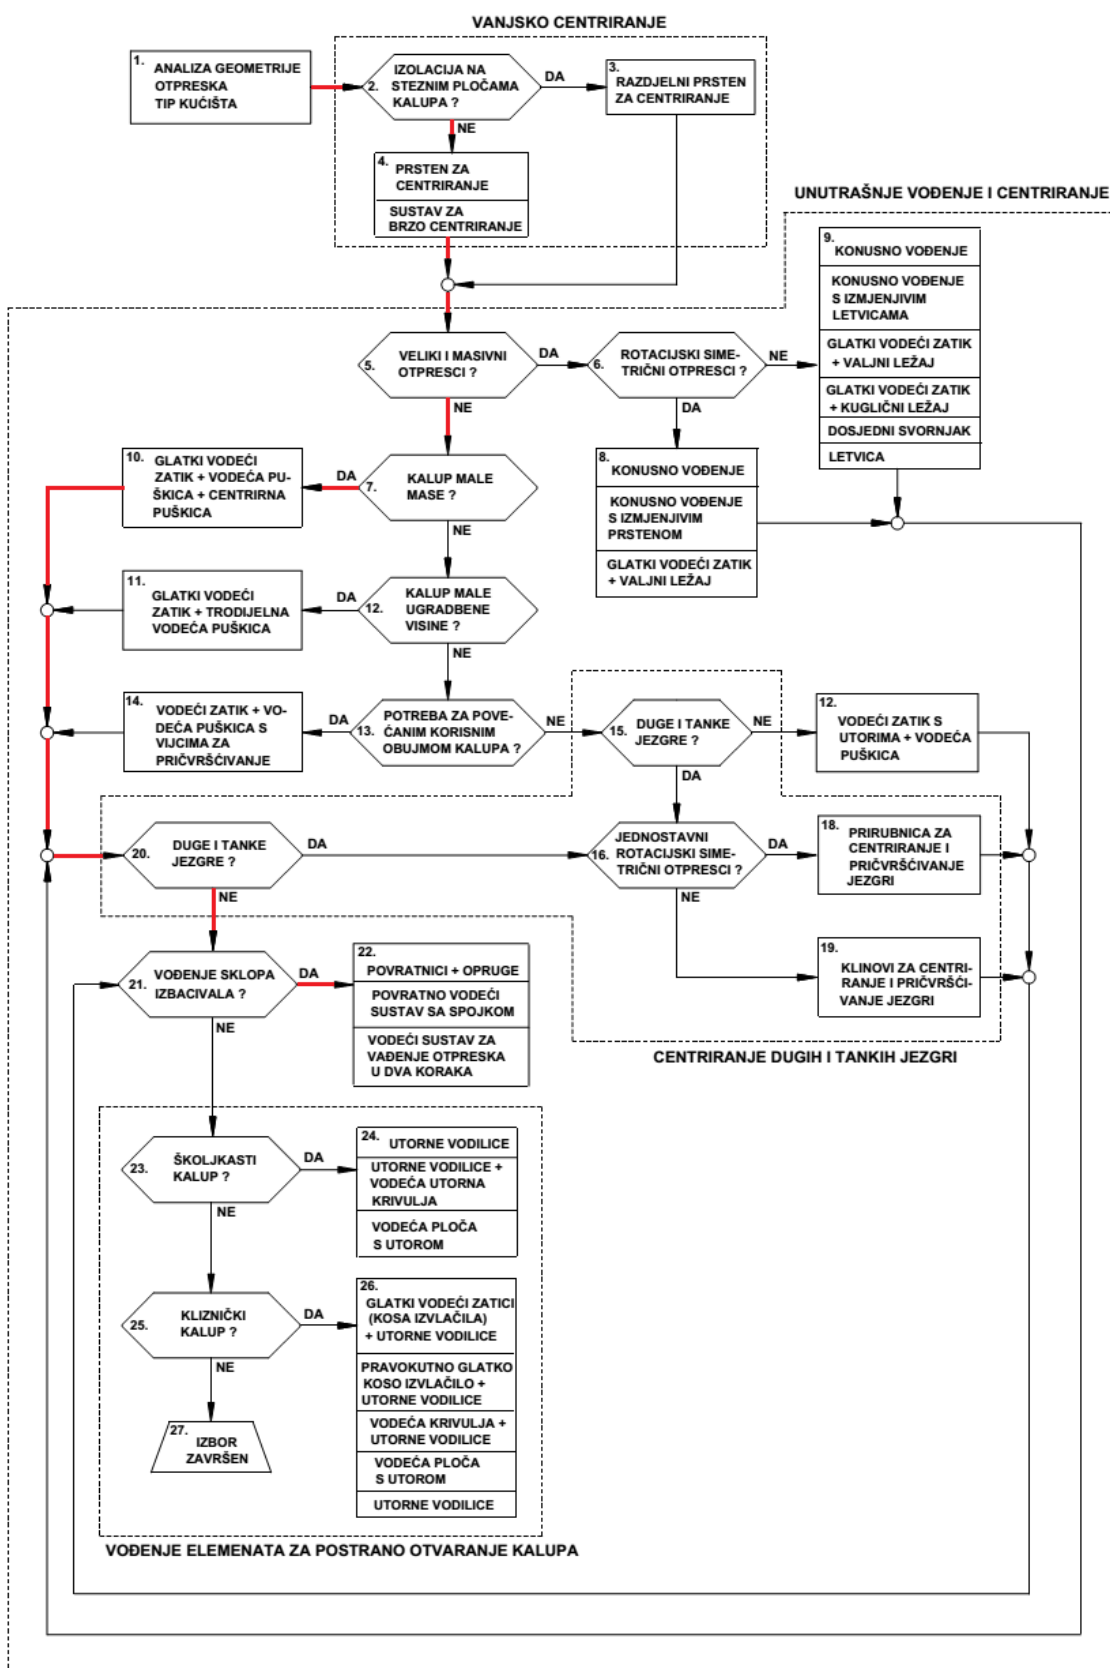 VANJSKO CENTRIRANJE
1. ANALIZA GEOMETRIJE
OTPRESKA
TIP KUĆIŠTA
IZOLACIJA NA
2. STEZNIM PLOČAMA
KALUPA ?
DA
NE
3. RAZDJELNI PRSTEN
ZA CENTRIRANJE
4. PRSTEN ZA
CENTRIRANJE
SUSTAV ZA
BRZO CENTRIRANJE
UNUTRAŠNJE VOĐENJE I CENTRIRANJE
5. VELIKI I MASIVNI
OTPRESCI ?
DA
NE
6. ROTACIJSKI SIME-
TRIČNI OTPRESCI ?
NE
DA
9. KONUSNO VOĐENJE
KONUSNO VOĐENJE
S IZMJENJIVIM
LETVICAMA
GLATKI VODEĆI ZATIK
+ VALJNI LEŽAJ
GLATKI VODEĆI ZATIK
+ KUGLIČNI LEŽAJ
DOSJEDNI SVORNJAK
LETVICA
8. KONUSNO VOĐENJE
KONUSNO VOĐENJE
S IZMJENJIVIM
PRSTENOM
GLATKI VODEĆI ZATIK
+ VALJNI LEŽAJ
7. KALUP MALE
MASE ?
DA
NE
10. GLATKI VODEĆI
ZATIK + VODEĆA PU-
ŠKICA + CENTRIRNA
PUŠKICA
11. GLATKI VODEĆI
ZATIK + TRODIJELNA
VODEĆA PUŠKICA
DA
KALUP MALE
12. UGRADBENE
VISINE ?
NE
14. VODEĆI ZATIK + VO-
DEĆA PUŠKICA S
VIJCIMA ZA
PRIČVRŠĆIVANJE
DA
POTREBA ZA POVE-
13. ĆANIM KORISNIM
OBUJMOM KALUPA ?
NE
15. DUGE I TANKE
JEZGRE ?
NE
DA
12. VODEĆI ZATIK S
UTORIMA + VODEĆA
PUŠKICA
20. DUGE I TANKE
JEZGRE ?
DA
NE
JEDNOSTAVNI
16. ROTACIJSKI SIME-
TRIČNI OTPRESCI ?
DA
NE
18. PRIRUBNICA ZA
CENTRIRANJE I
PRIČVRŠĆIVANJE
JEZGRI
19. KLINOVI ZA CENTRI-
RANJE I PRIČVRŠĆI-
VANJE JEZGRI
CENTRIRANJE DUGIH I TANKIH JEZGRI
21. VOĐENJE SKLOPA
IZBACIVALA ?
DA
NE
22. POVRATNICI + OPRUGE
POVRATNO VODEĆI
SUSTAV SA SPOJKOM
VODEĆI SUSTAV ZA
VAĐENJE OTPRESKA
U DVA KORAKA
23. ŠKOLJKASTI
KALUP ?
DA
NE
24. UTORNE VODILICE
UTORNE VODILICE +
VODEĆA UTORNA
KRIVULJA
VODEĆA PLOČA
S UTOROM
25. KLIZNIČKI
KALUP ?
DA
NE
26. GLATKI VODEĆI ZATICI
(KOSA IZVLAČILA)
+ UTORNE VODILICE
PRAVOKUTNO GLATKO
KOSO IZVLAČILO +
UTORNE VODILICE
VODEĆA KRIVULJA +
UTORNE VODILICE
VODEĆA PLOČA
S UTOROM
UTORNE VODILICE
27. IZBOR
ZAVRŠEN
VOĐENJE ELEMENATA ZA POSTRANO OTVARANJE KALUPA